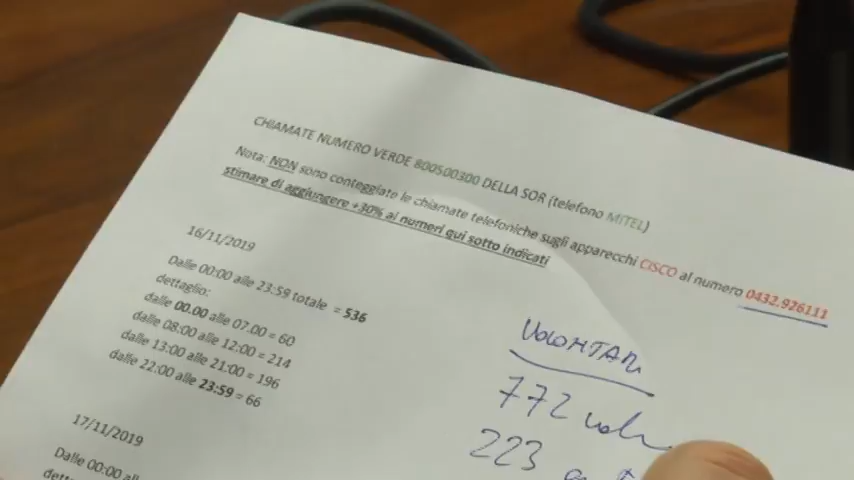 CHIAMATE NUMERO VERDE 800500300 DELLA SOR (telefono MITEL)
Nota: NON sono conteggiate le chiamate telefoniche sugli apparecchi CISCO al numero 0432.926111
stimare di aggiungere +30% ai numeri qui sotto indicati
16/11/2019
Dalle 00:00 alle 23:59 totale = 536
dettaglio:
dalle 00.00 alle 07.00 = 60
dalle 08:00 alle 12:00 = 214
dalle 13:00 alle 21:00 = 196
dalle 22:00 alle 23:59 = 66
VOLONTARI
772
223
17/11/2019
Dalle 00:00